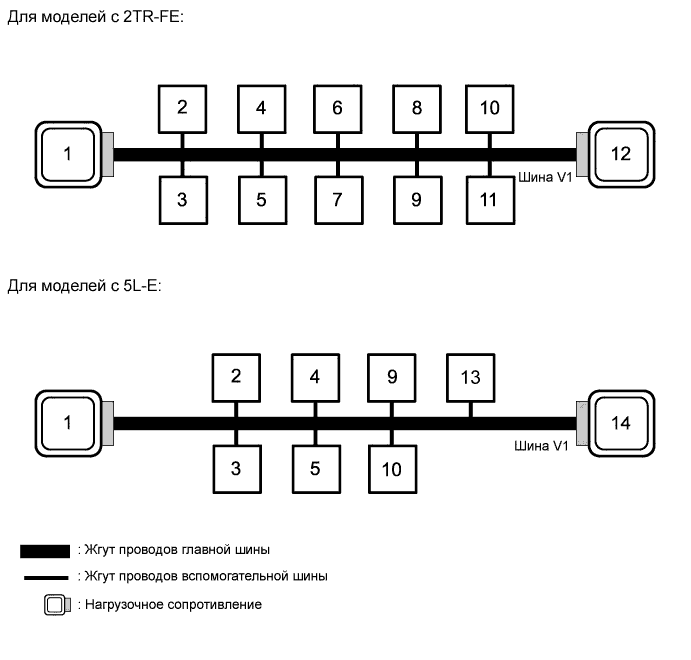 Для моделей с 2TR-FE:
2 4 6 8 10
1 12
Шина V1
3 5 7 9 11
Для моделей с 5L-E:
2 4 9 13
1 14
Шина V1
3 5 10
: Жгут проводов главной шины
: Жгут проводов вспомогательной шины
: Нагрузочное сопротивление